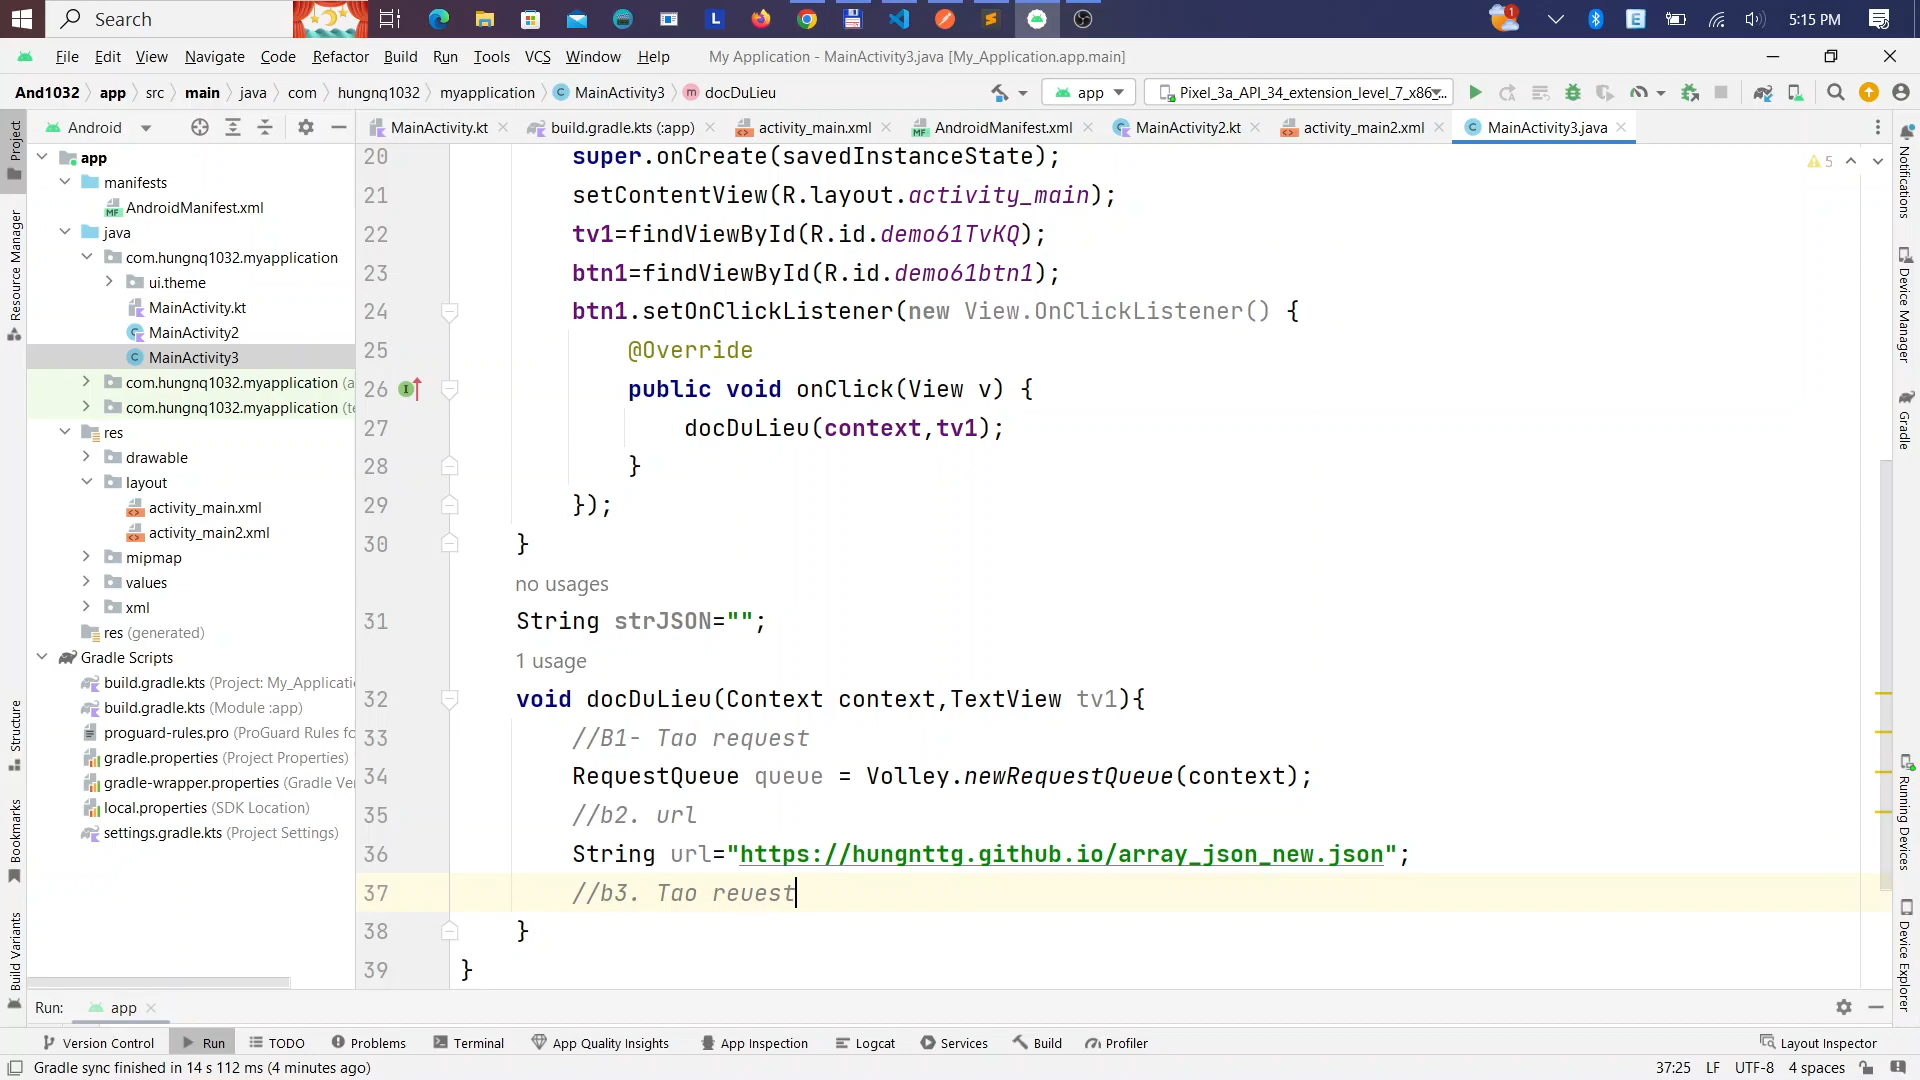 Search
5:15 PM
File Edit View Navigate Code Refactor Build Run Tools VCS Window Help My Application - MainActivity3.java [My_Application.app.main]
And1032 app src main java com hungnq1032 myapplication MainActivity3 docDuLieu app Pixel_3a_API_34_extension_level_7_x86...
Android
MainActivity.kt build.gradle.kts (:app) activity_main.xml AndroidManifest.xml MainActivity2.kt activity_main2.xml MainActivity3.java
Project
Resource Manager
Structure
Bookmarks
Build Variants
app
manifests
AndroidManifest.xml
java
com.hungnq1032.myapplication
ui.theme
MainActivity.kt
MainActivity2
MainActivity3
com.hungnq1032.myapplication (a
com.hungnq1032.myapplication (te
res
drawable
layout
activity_main.xml
activity_main2.xml
mipmap
values
xml
res (generated)
Gradle Scripts
build.gradle.kts (Project: My_Applicati
build.gradle.kts (Module :app)
proguard-rules.pro (ProGuard Rules fo
gradle.properties (Project Properties)
gradle-wrapper.properties (Gradle Ver
local.properties (SDK Location)
settings.gradle.kts (Project Settings)
5
20 super.onCreate(savedInstanceState);
21 setContentView(R.layout.activity_main);
22 tv1=findViewById(R.id.demo61TvKQ);
23 btn1=findViewById(R.id.demo61btn1);
24 btn1.setOnClickListener(new View.OnClickListener() {
25 @Override
26 public void onClick(View v) {
27 docDuLieu(context,tv1);
28 }
29 });
30 }
no usages
31 String strJSON="";
1 usage
32 void docDuLieu(Context context,TextView tv1){
33 //B1- Tao request
34 RequestQueue queue = Volley.newRequestQueue(context);
35 //b2. url
36 String url="https://hungnttg.github.io/array_json_new.json";
37 //b3. Tao reuest
38 }
39 }
Notifications
Device Manager
Gradle
Running Devices
Device Explorer
Run: app
Version Control Run TODO Problems Terminal App Quality Insights App Inspection Logcat Services Build Profiler Layout Inspector
Gradle sync finished in 14 s 112 ms (4 minutes ago) 37:25 LF UTF-8 4 spaces